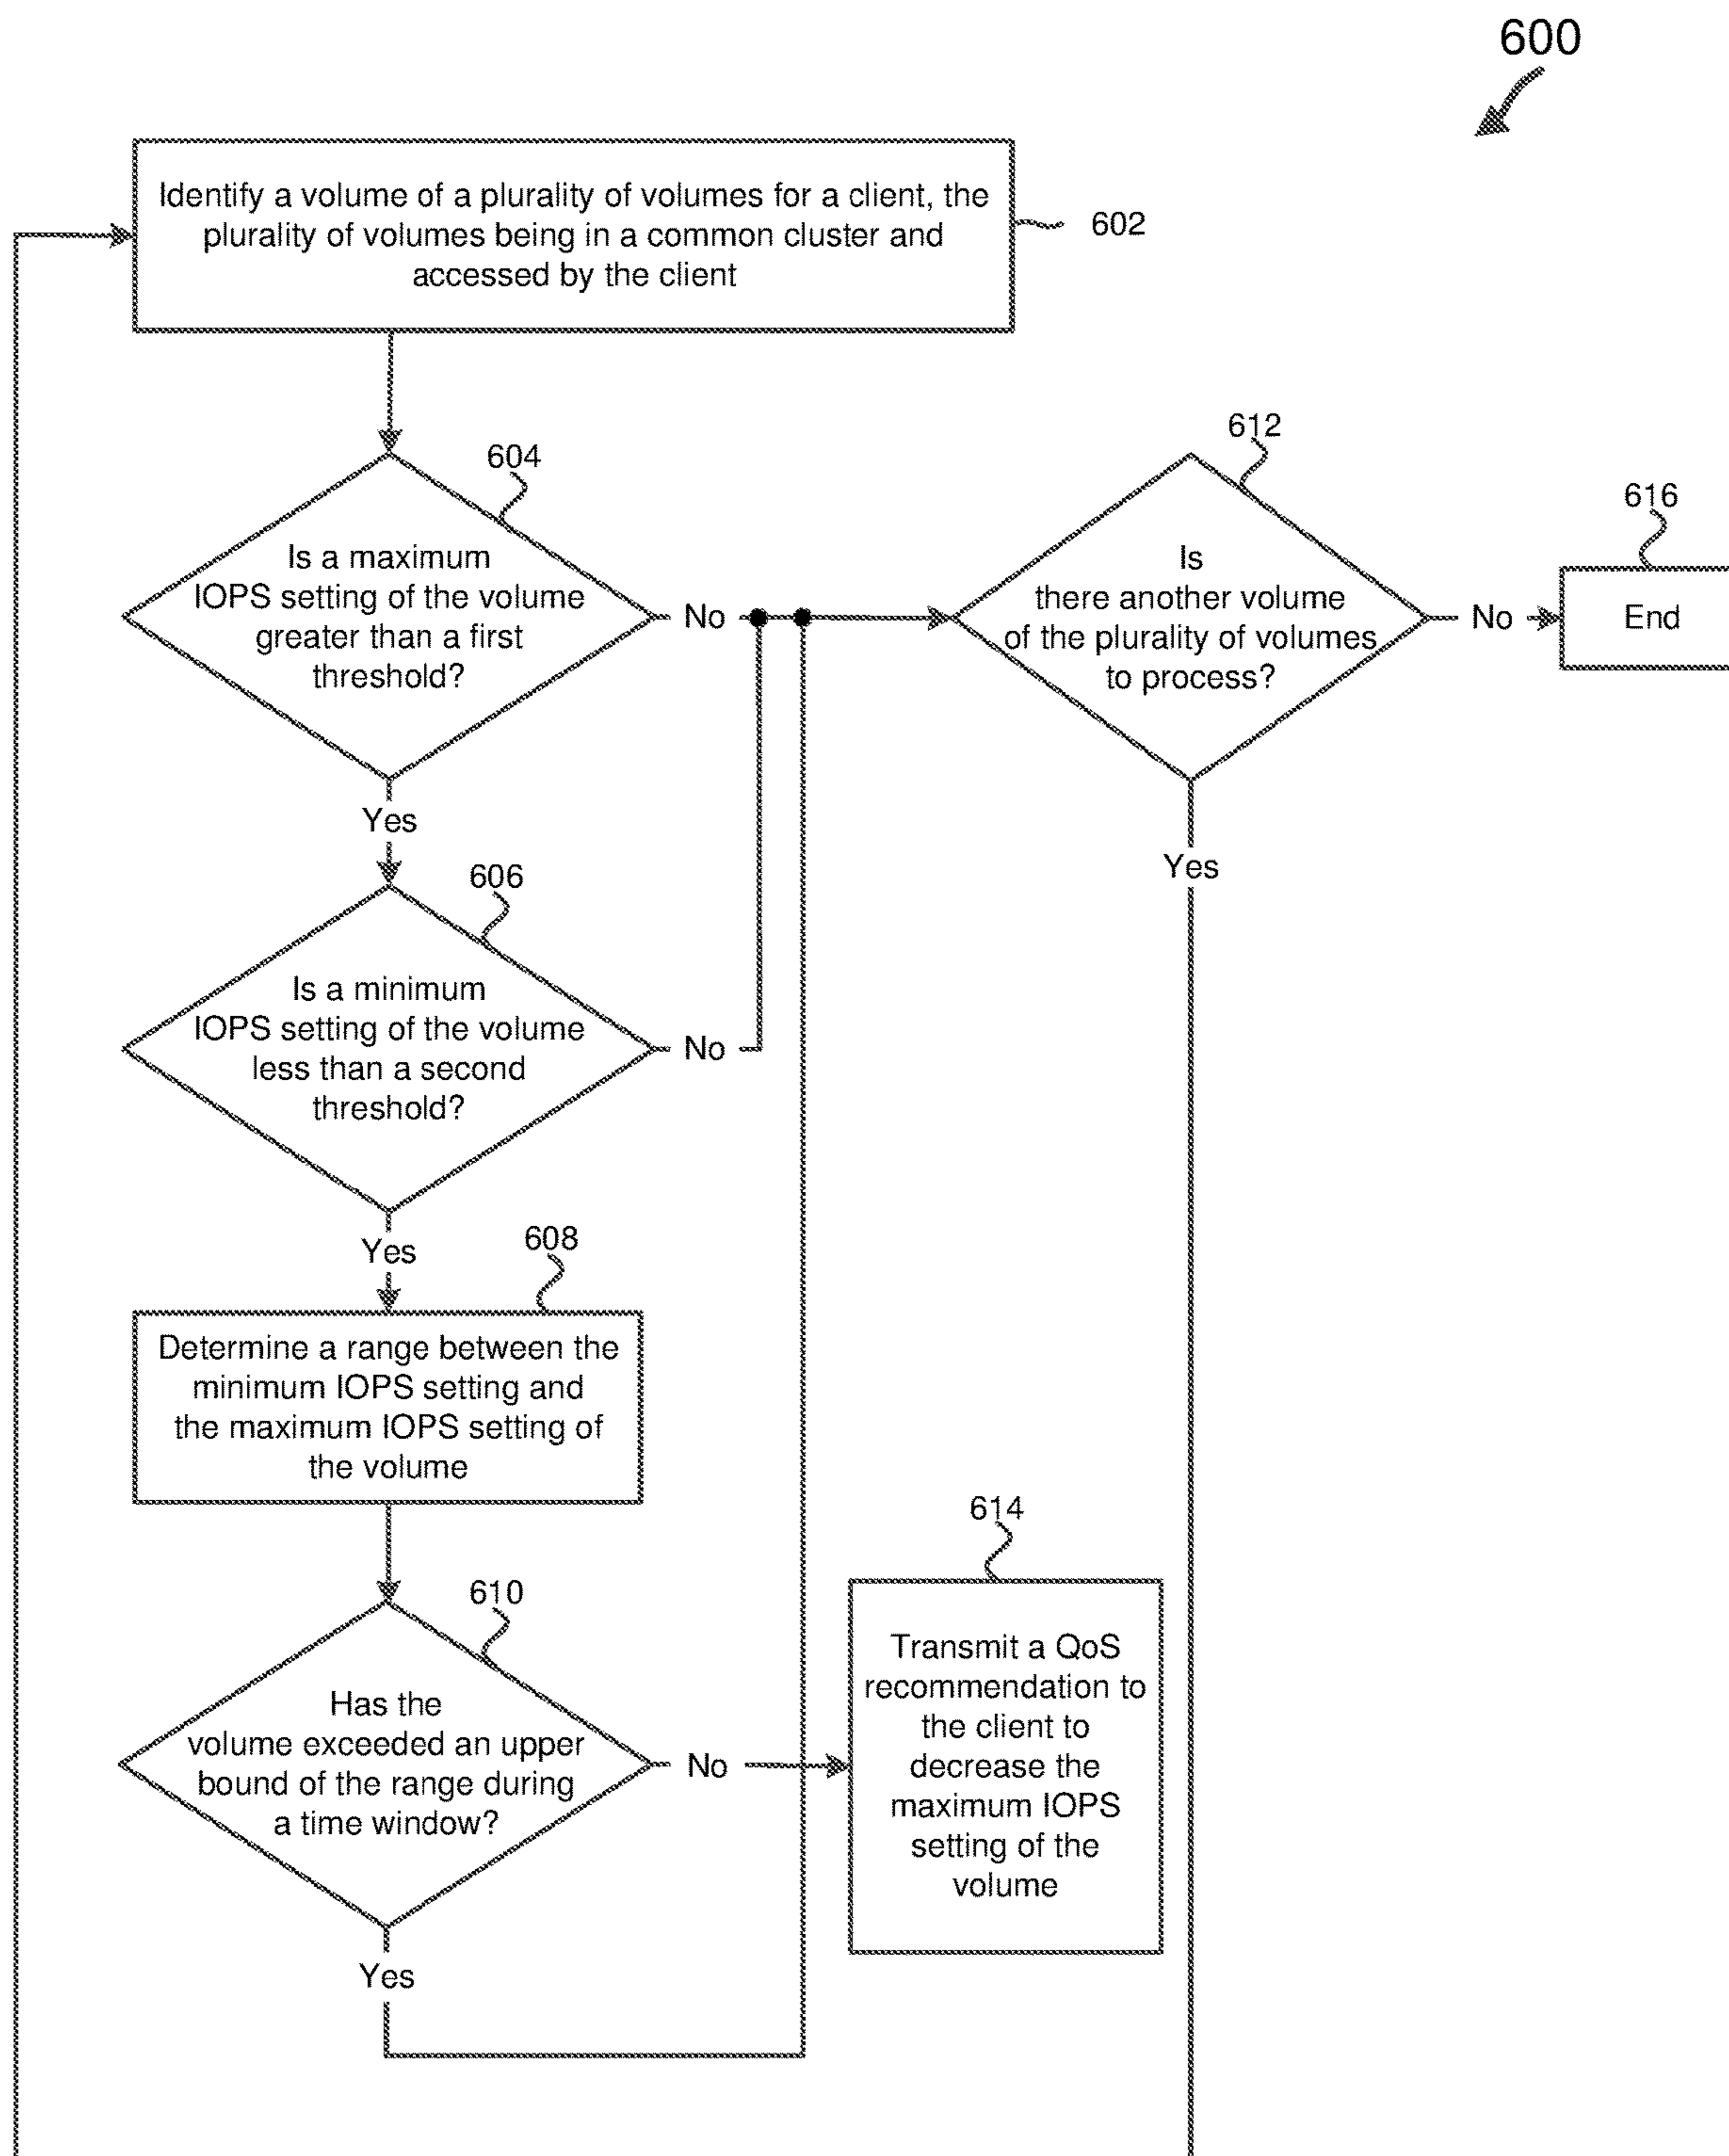 600
Identify a volume of a plurality of volumes for a client, the
plurality of volumes being in a common cluster and
accessed by the client
602
604
Is a maximum
IOPS setting of the volume
greater than a first
threshold?
No
Yes
612
Is
there another volume
of the plurality of volumes
to process?
No
Yes
616
End
606
Is a minimum
IOPS setting of the volume
less than a second
threshold?
No
Yes
608
Determine a range between the
minimum IOPS setting and
the maximum IOPS setting of
the volume
610
Has the
volume exceeded an upper
bound of the range during
a time window?
No
Yes
614
Transmit a QoS
recommendation to
the client to
decrease the
maximum IOPS
setting of the
volume